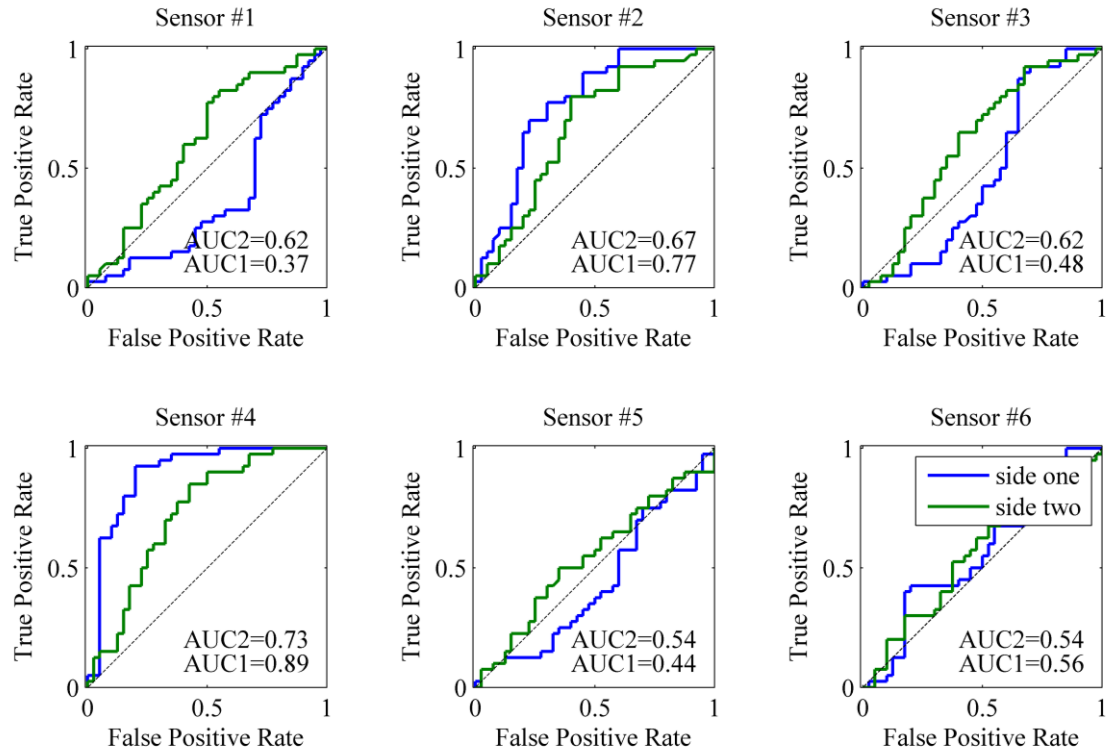 Sensor #1
True Positive Rate
1
0.5
0
AUC2=0.62
AUC1=0.37
0 0.5 1
False Positive Rate
Sensor #2
True Positive Rate
1
0.5
0
AUC2=0.67
AUC1=0.77
0 0.5 1
False Positive Rate
Sensor #3
True Positive Rate
1
0.5
0
AUC2=0.62
AUC1=0.48
0 0.5 1
False Positive Rate
Sensor #4
True Positive Rate
1
0.5
0
AUC2=0.73
AUC1=0.89
0 0.5 1
False Positive Rate
Sensor #5
True Positive Rate
1
0.5
0
AUC2=0.54
AUC1=0.44
0 0.5 1
False Positive Rate
Sensor #6
True Positive Rate
1
0.5
0
side one
side two
AUC2=0.54
AUC1=0.56
0 0.5 1
False Positive Rate